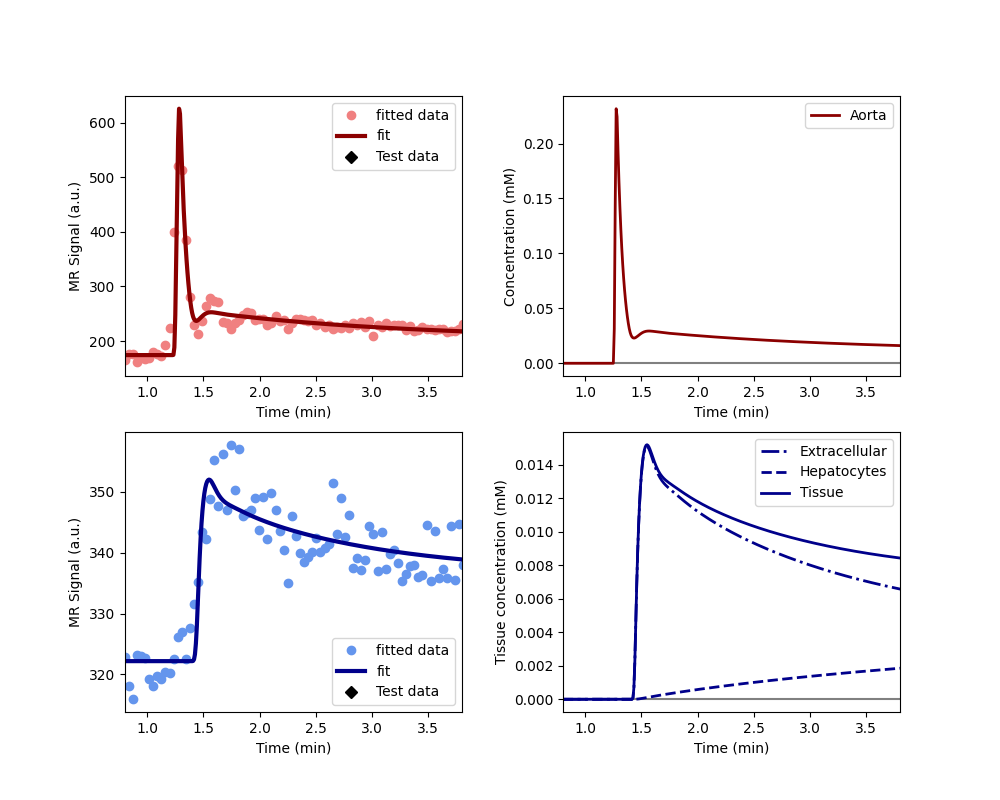 600
500
400
300
200
MR Signal (a.u.)
fitted data
fit
Test data
1.0 1.5 2.0 2.5 3.0 3.5
Time (min)
0.20
0.15
0.10
0.05
0.00
Concentration (mM)
Aorta
1.0 1.5 2.0 2.5 3.0 3.5
Time (min)
350
340
330
320
MR Signal (a.u.)
fitted data
fit
Test data
1.0 1.5 2.0 2.5 3.0 3.5
Time (min)
0.014
0.012
0.010
0.008
0.006
0.004
0.002
0.000
Tissue concentration (mM)
Extracellular
Hepatocytes
Tissue
1.0 1.5 2.0 2.5 3.0 3.5
Time (min)